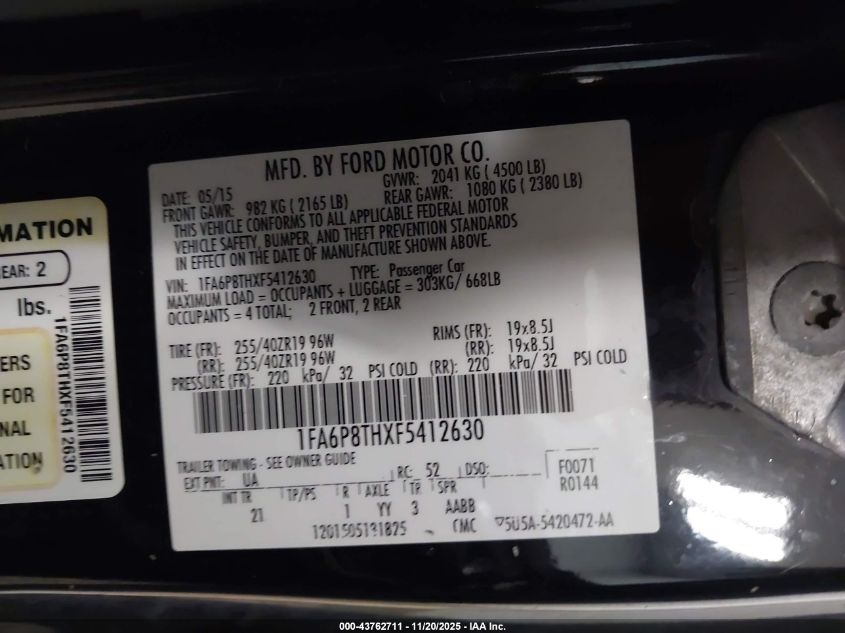 MFD. BY FORD MOTOR CO.
DATE: 05/15 GVWR: 2041 KG ( 4500 LB)
FRONT GAWR: 982 KG ( 2165 LB) REAR GAWR: 1080 KG ( 2380 LB)
THIS VEHICLE CONFORMS TO ALL APPLICABLE FEDERAL MOTOR
VEHICLE SAFETY, BUMPER, AND THEFT PREVENTION STANDARDS
IN EFFECT ON THE DATE OF MANUFACTURE SHOWN ABOVE.
VIN: 1FA6P8THXF5412630 TYPE: Passenger Car
MAXIMUM LOAD = OCCUPANTS + LUGGAGE = 303KG/ 668LB
OCCUPANTS = 4 TOTAL; 2 FRONT, 2 REAR
TIRE (FR): 255/40ZR19 96W RIMS (FR): 19x8.5J
(RR): 255/40ZR19 96W (RR): 19x8.5J
PRESSURE (FR): 220 kPa/ 32 PSI COLD (RR): 220 kPa/ 32 PSI COLD
1FA6P8THXF5412630
TRAILER TOWING - SEE OWNER GUIDE
EXT PNT: UA RC: 52 DSO: F0071
INT TR TP/PS R AXLE TR SPR R0144
21 1 YY 3 AABB
1201505131825 CMC 5U5A-5420472-AA
MATION
EAR: 2
lbs.
ERS
FOR
NAL
ATION
1FA6P8THXF5412630
000-43762711 - 11/20/2025 - IAA Inc.